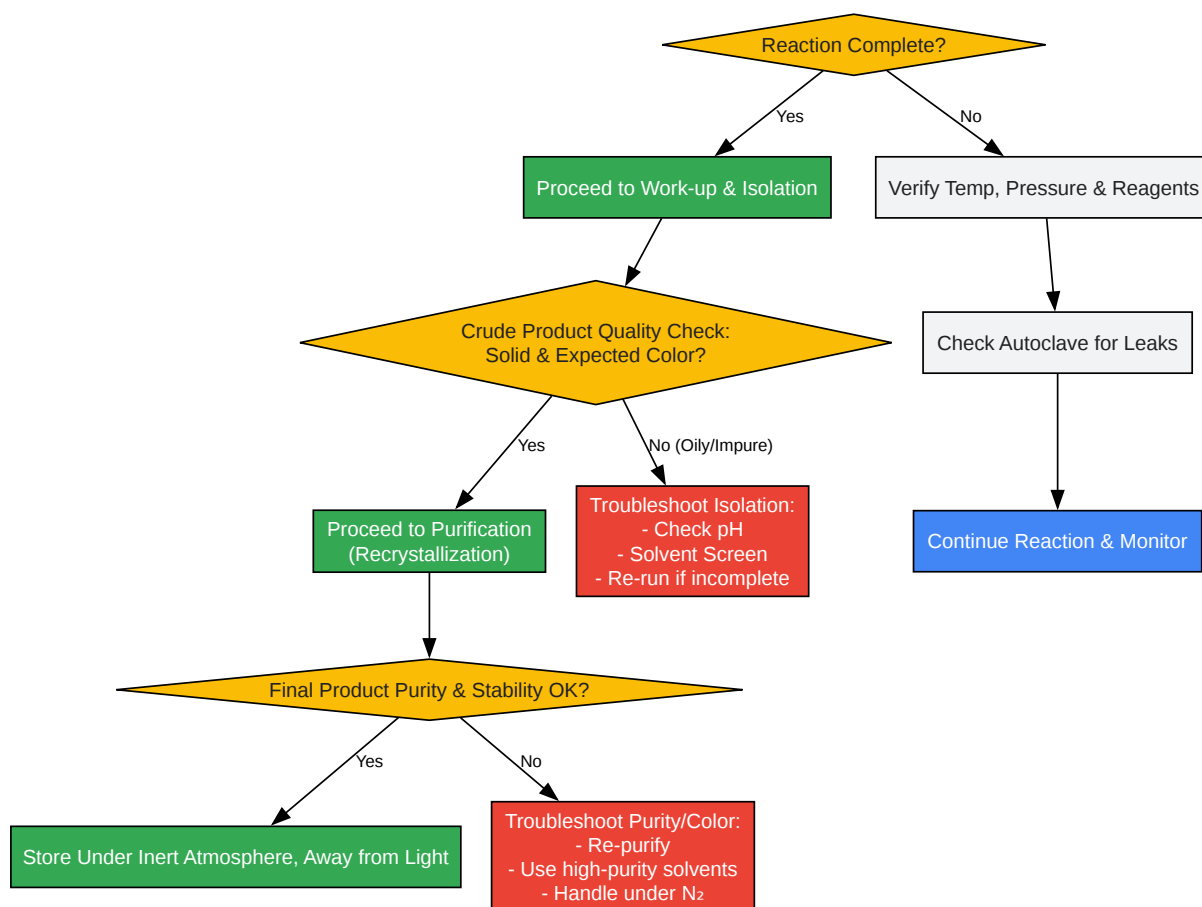 Reaction Complete?
Yes
No
Proceed to Work-up & Isolation
Verify Temp, Pressure & Reagents
Crude Product Quality Check:
Solid & Expected Color?
Check Autoclave for Leaks
Yes
No (Oily/Impure)
Proceed to Purification
(Recrystallization)
Troubleshoot Isolation:
- Check pH
- Solvent Screen
- Re-run if incomplete
Continue Reaction & Monitor
Final Product Purity & Stability OK?
Yes
No
Store Under Inert Atmosphere, Away from Light
Troubleshoot Purity/Color:
- Re-purify
- Use high-purity solvents
- Handle under N₂